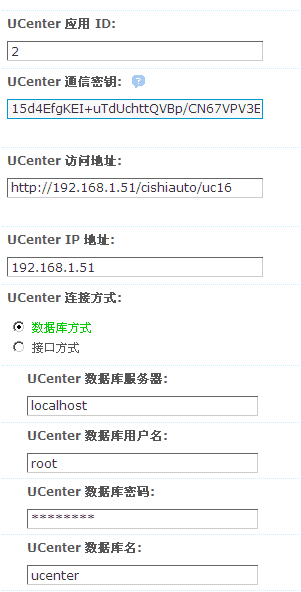 UCenter 应用 ID:
2
UCenter 通信密钥: ?
15d4EfgKEI+uTdUchttQVBp/CN67VPV3E
UCenter 访问地址:
http://192.168.1.51/cishiauto/uc16
UCenter IP 地址:
192.168.1.51
UCenter 连接方式:
数据库方式
接口方式
UCenter 数据库服务器:
localhost
UCenter 数据库用户名:
root
UCenter 数据库密码:
********
UCenter 数据库名:
ucenter